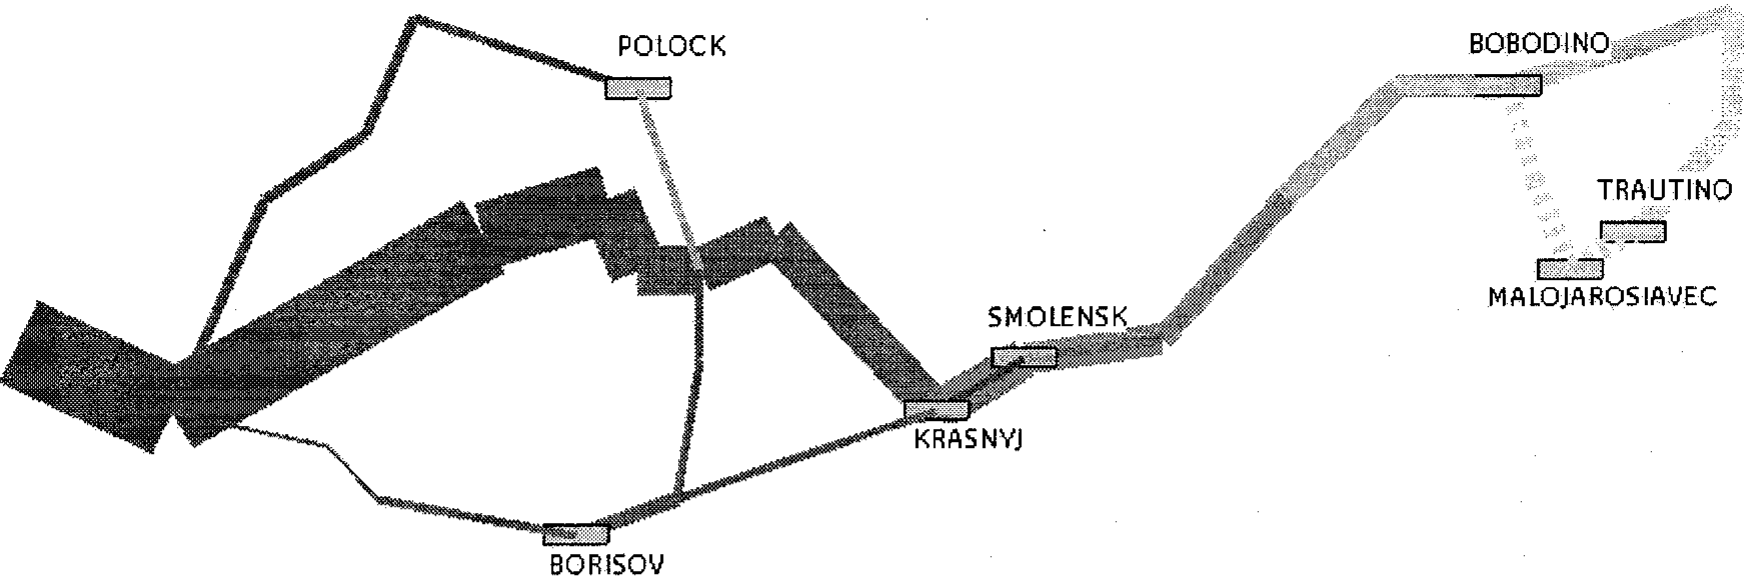 POLOCK
BOBODINO
TRAUTINO
MALOJAROSIAVEC
SMOLENSK
KRASNYJ
BORISOV